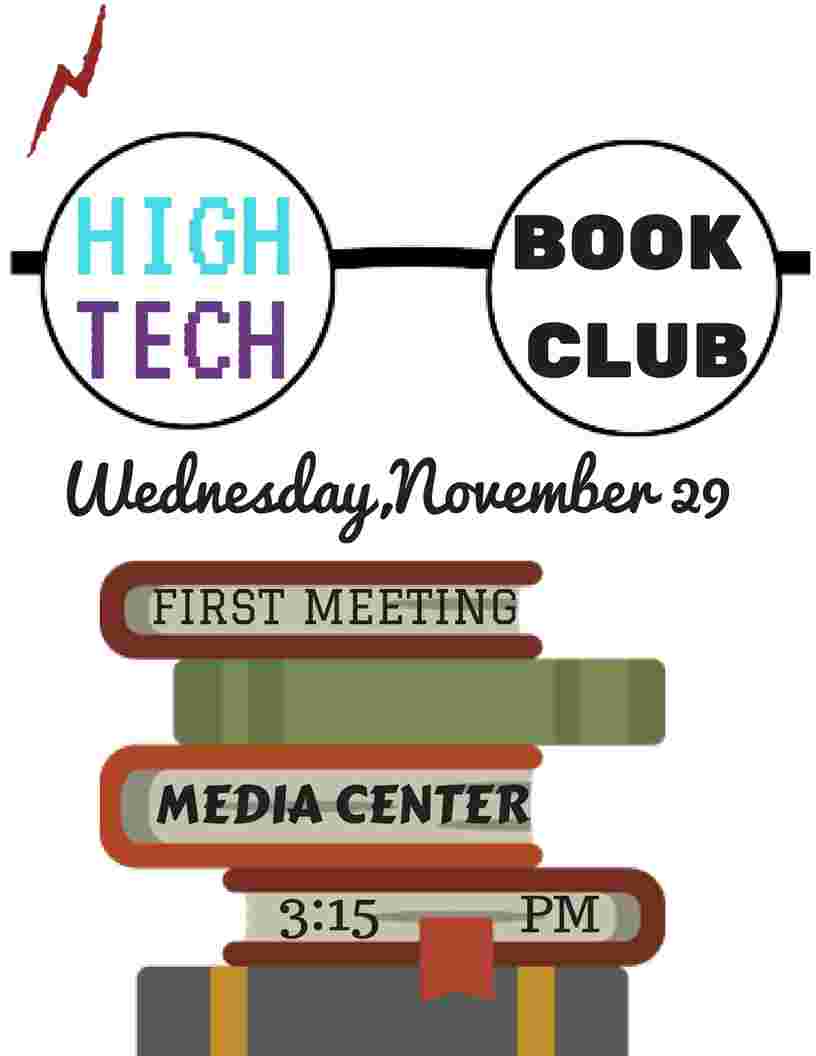 HIGH
TECH
BOOK
CLUB
Wednesday,November 29
FIRST MEETING
MEDIA CENTER
3:15 PM